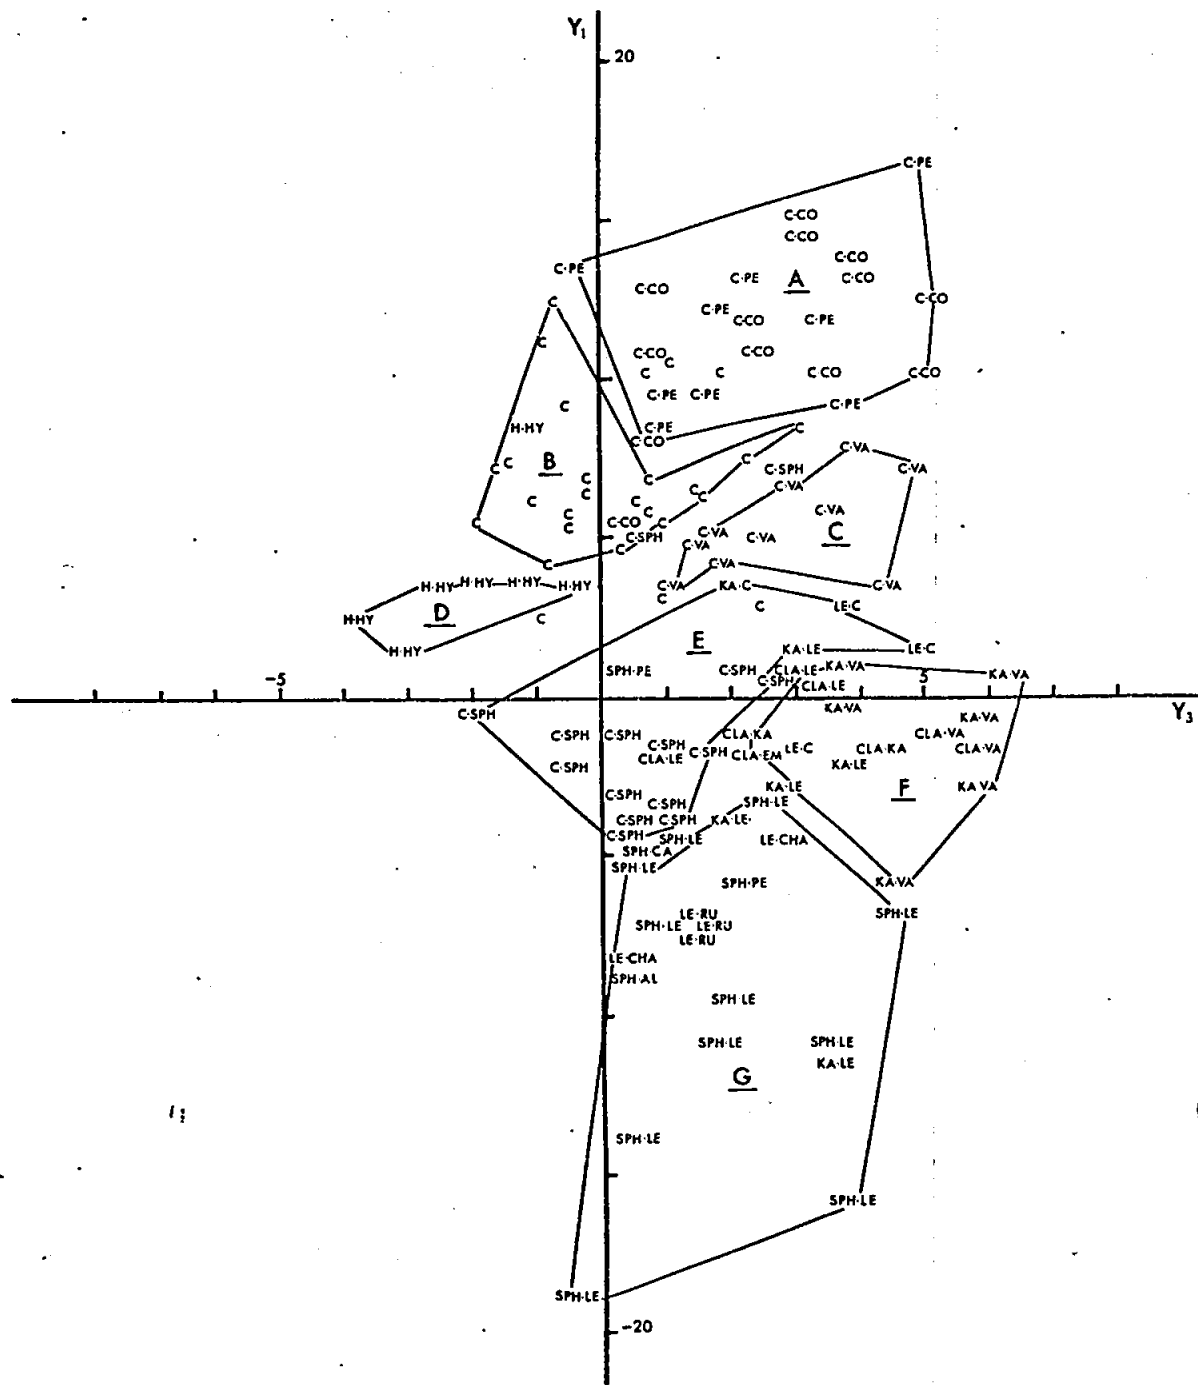 Y₁
20
C·PE
C·CO
C·CO
C·CO
C·PE
C·PE A C·CO
C·CO
C·CO
C
C·PE
C·CO C·PE
C
C·CO C C·CO
C C C·CO C·CO
C·PE C·PE
C C·PE
H·HY C·PE C
C·CO
C·VA
C C B C C·SPH C·VA
C C C·VA
C C C
C C C C·VA
C C
C C·CO C
C C·SPH C·VA C·VA C
C C·VA
C C·VA
H·HY H·HY H·HY H·HY C·VA KA·C C·VA
C C LE·C
H·HY D C
E
H·HY KA·LE LE·C
SPH·PE C·SPH CLA·LE KA·VA KA·VA
-5 C·SPH CLA·LE 5
C·SPH KA·VA Y₃
KA·VA
C·SPH C·SPH CLA·KA CLA·VA
C·SPH C·SPH LE·C CLA·KA CLA·VA
CLA·LE CLA·EM
C·SPH KA·LE
KA·LE F KA·VA
C·SPH C·SPH SPH·LE
C·SPH C·SPH KA·LE
C·SPH SPH·LE LE·CHA
SPH·CA
SPH·LE
SPH·PE KA·VA
LE·RU SPH·LE
SPH·LE LE·RU
LE·RU
LE·CHA
SPH·AL
SPH·LE
SPH·LE SPH·LE
KA·LE
G
SPH·LE
SPH·LE
SPH·LE
-20